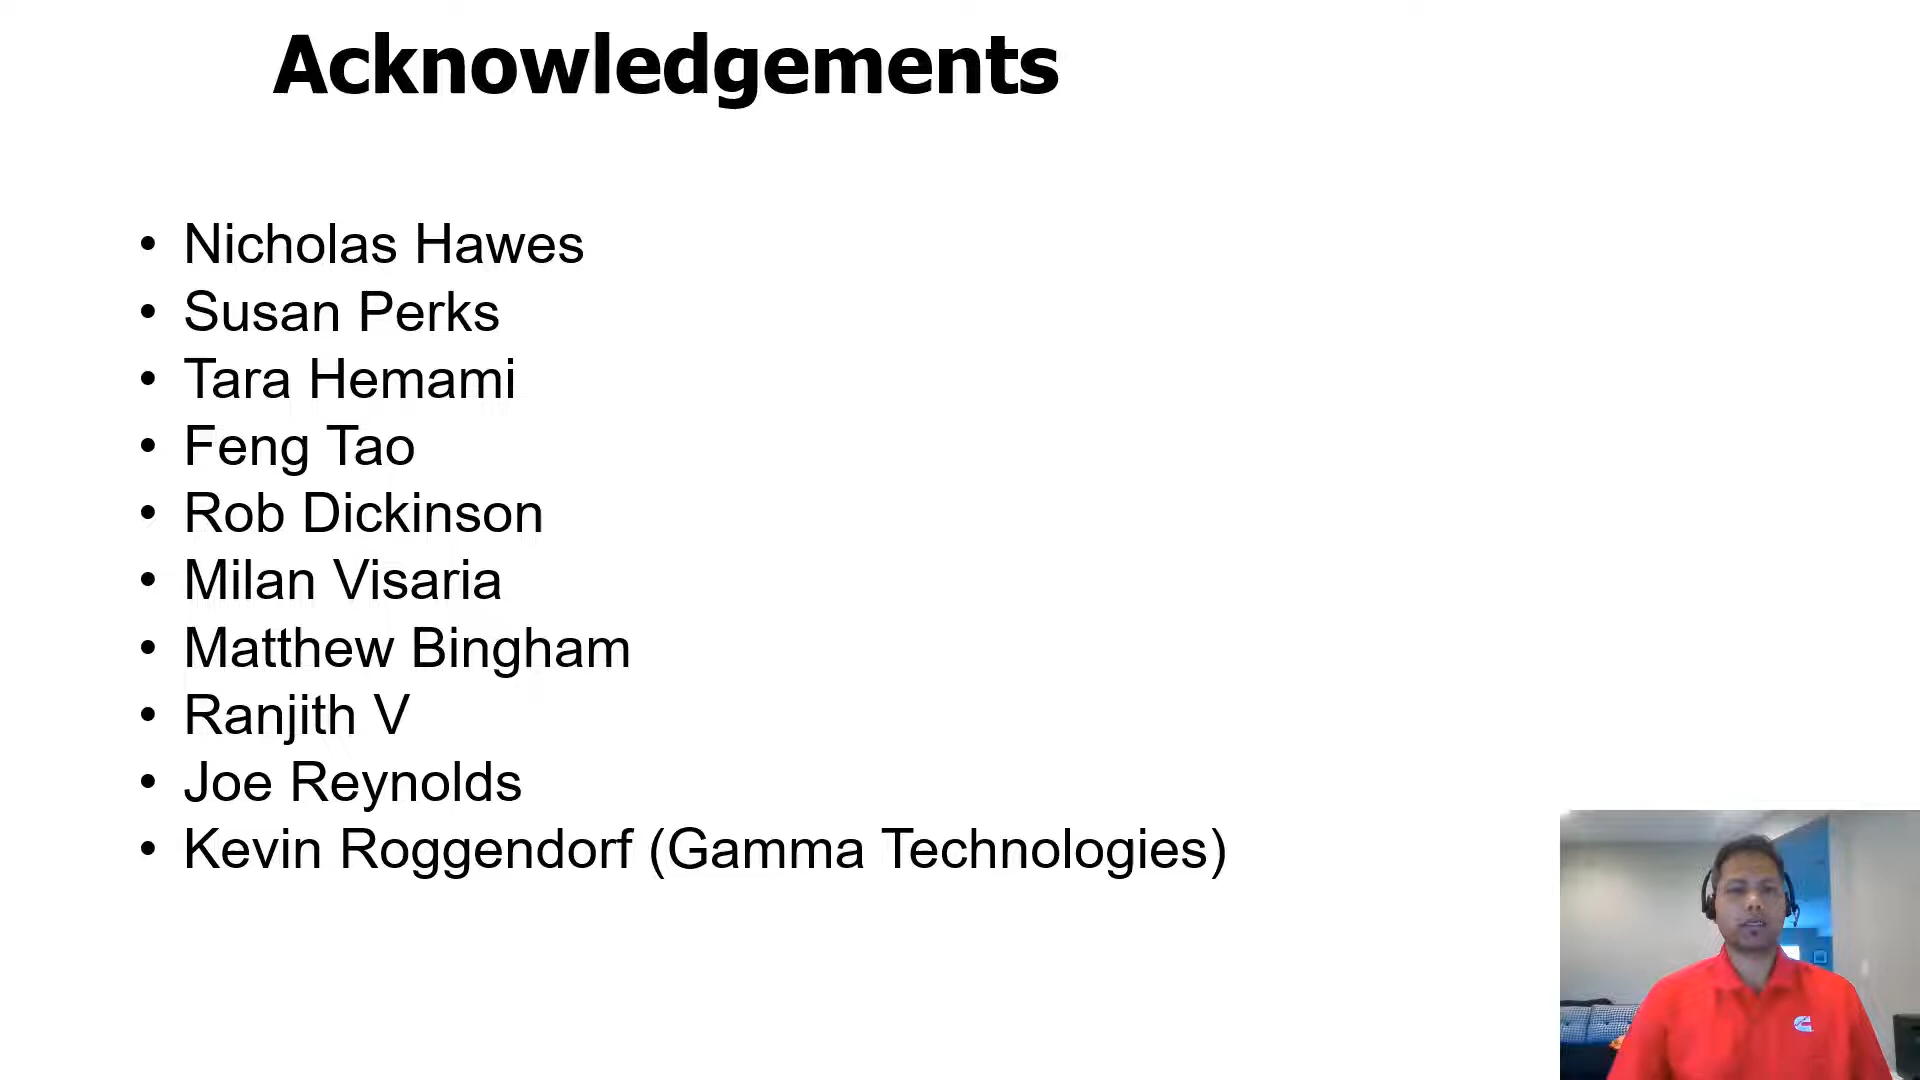 Acknowledgements
• Nicholas Hawes
• Susan Perks
• Tara Hemami
• Feng Tao
• Rob Dickinson
• Milan Visaria
• Matthew Bingham
• Ranjith V
• Joe Reynolds
• Kevin Roggendorf (Gamma Technologies)